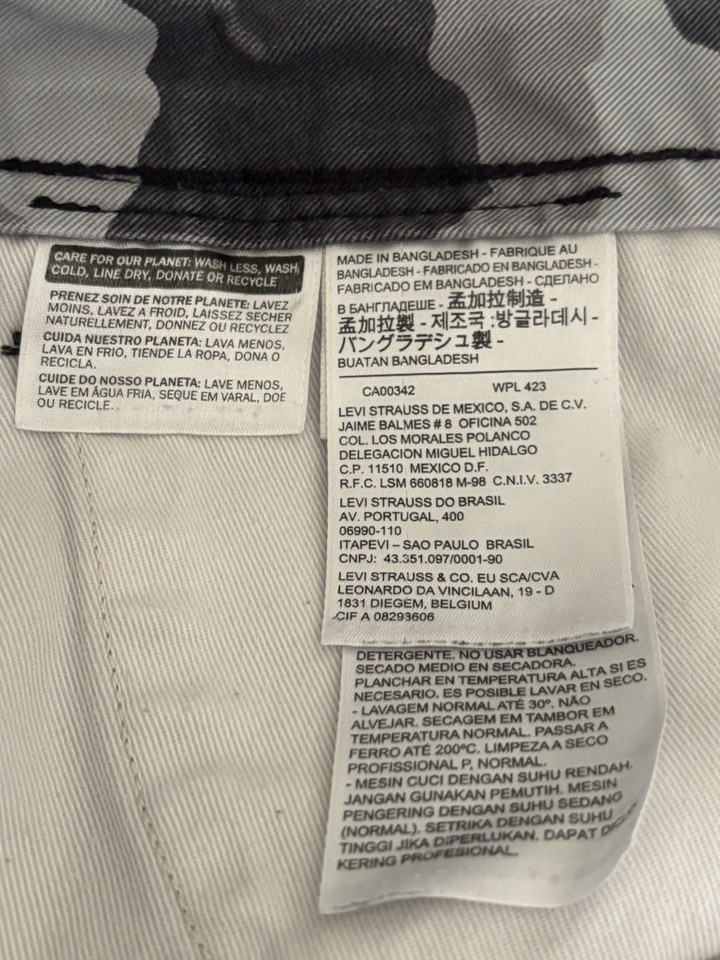 CARE FOR OUR PLANET: WASH LESS, WASH
COLD, LINE DRY, DONATE OR RECYCLE
PRENEZ SOIN DE NOTRE PLANETE: LAVEZ
MOINS, LAVEZ A FROID, LAISSEZ SECHER
NATURELLEMENT, DONNEZ OU RECYCLEZ
CUIDA NUESTRO PLANETA: LAVA MENOS,
LAVA EN FRIO, TIENDE LA ROPA, DONA O
RECICLA.
CUIDE DO NOSSO PLANETA: LAVE MENOS,
LAVE EM ÁGUA FRIA, SEQUE EM VARAL, DOE
OU RECICLE.
MADE IN BANGLADESH - FABRIQUE AU
BANGLADESH - FABRICADO EN BANGLADESH -
FABRICADO EM BANGLADESH - СДЕЛАНО
В БАНГЛАДЕШЕ - 孟加拉制造 -
孟加拉製 - 제조국 :방글라데시 -
バングラデシュ製 -
BUATAN BANGLADESH
CA00342 WPL 423
LEVI STRAUSS DE MEXICO, S.A. DE C.V.
JAIME BALMES # 8 OFICINA 502
COL. LOS MORALES POLANCO
DELEGACION MIGUEL HIDALGO
C.P. 11510 MEXICO D.F.
R.F.C. LSM 660818 M-98 C.N.I.V. 3337
LEVI STRAUSS DO BRASIL
AV. PORTUGAL, 400
06990-110
ITAPEVI – SAO PAULO BRASIL
CNPJ: 43.351.097/0001-90
LEVI STRAUSS & CO. EU SCA/CVA
LEONARDO DA VINCILAAN, 19 - D
1831 DIEGEM, BELGIUM
CIF A 08293606
DETERGENTE. NO USAR BLANQUEADOR.
SECADO MEDIO EN SECADORA.
PLANCHAR EN TEMPERATURA ALTA SI ES
NECESARIO. ES POSIBLE LAVAR EN SECO.
- LAVAGEM NORMAL ATÉ 30º. NÃO
ALVEJAR. SECAGEM EM TAMBOR EM
TEMPERATURA NORMAL. PASSAR A
FERRO ATÉ 200ºC. LIMPEZA A SECO
PROFISSIONAL P, NORMAL.
- MESIN CUCI DENGAN SUHU RENDAH.
JANGAN GUNAKAN PEMUTIH. MESIN
PENGERING DENGAN SUHU SEDANG
(NORMAL). SETRIKA DENGAN SUHU
TINGGI JIKA DIPERLUKAN. DAPAT
KERING PROFESIONAL.